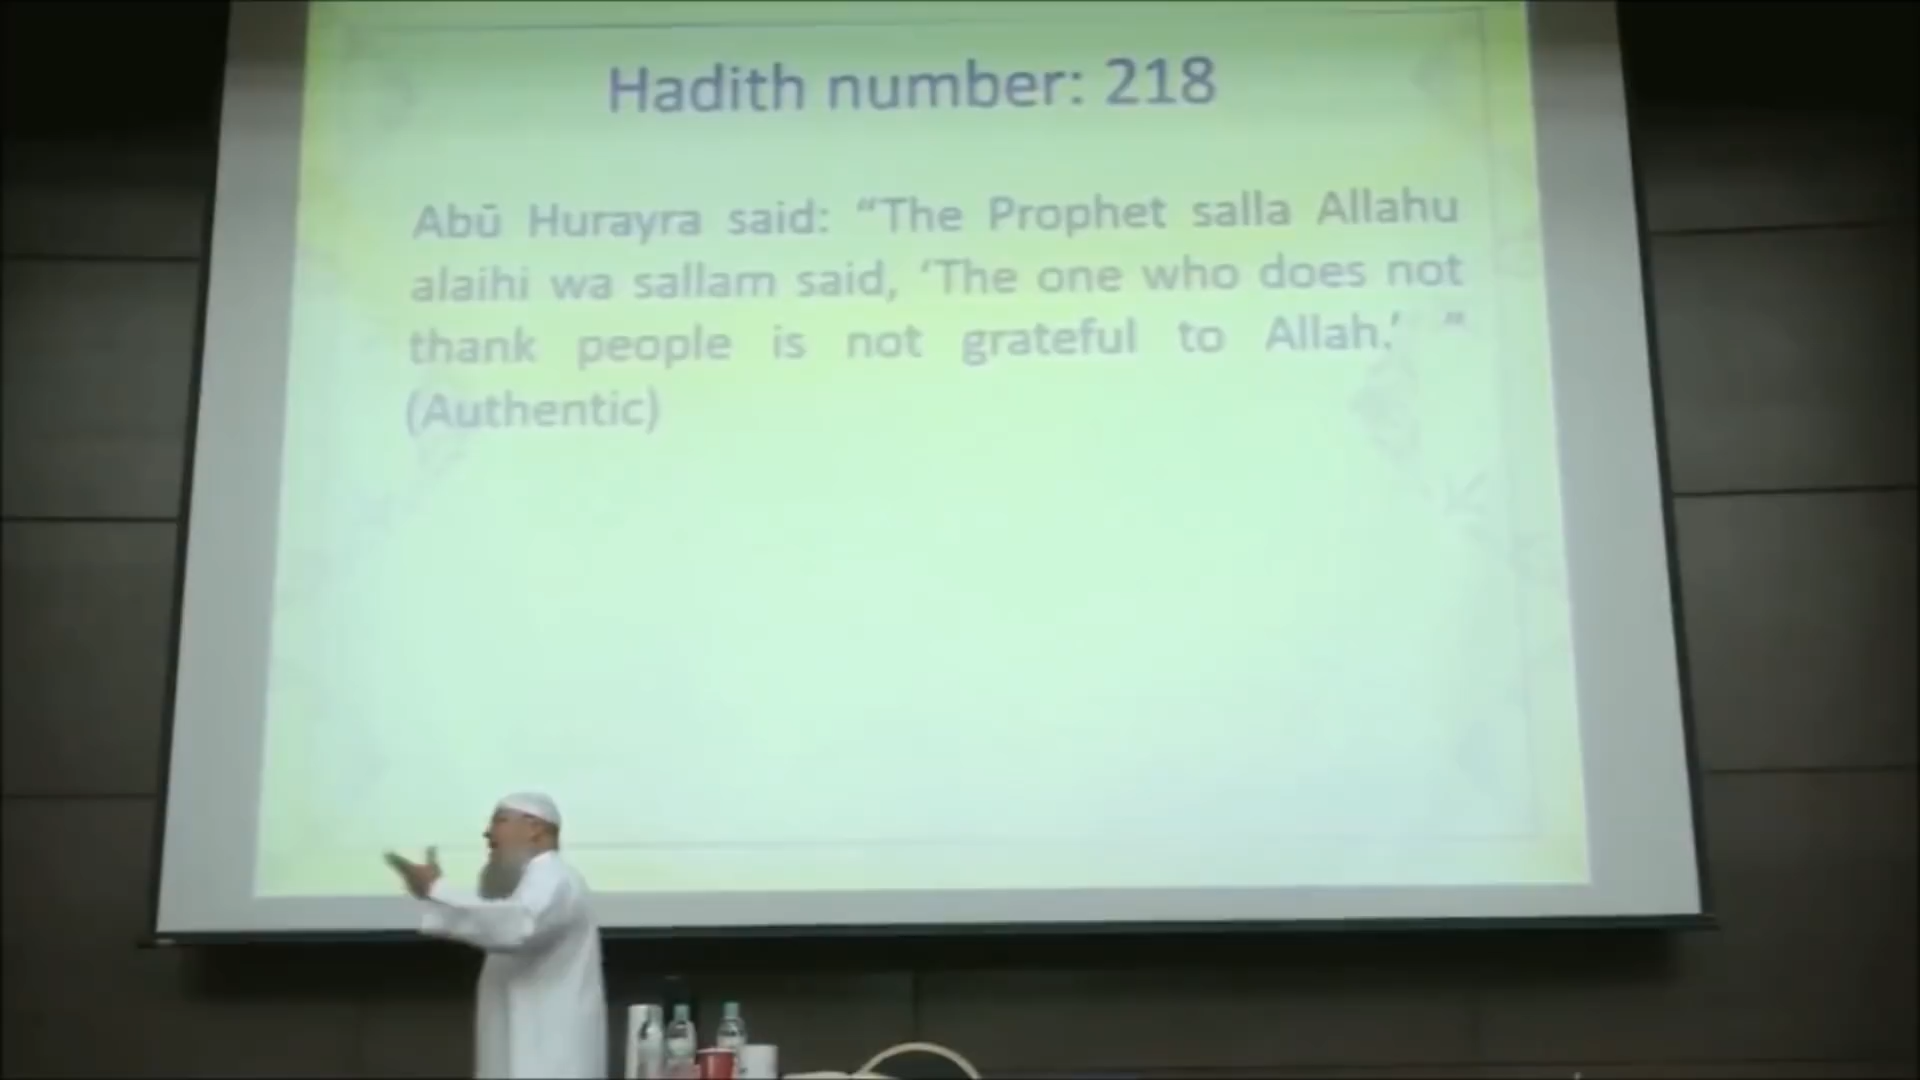 Hadith number: 218
Abū Hurayra said: “The Prophet salla Allahu
alaihi wa sallam said, ‘The one who does not
thank people is not grateful to Allah.’ “
(Authentic)